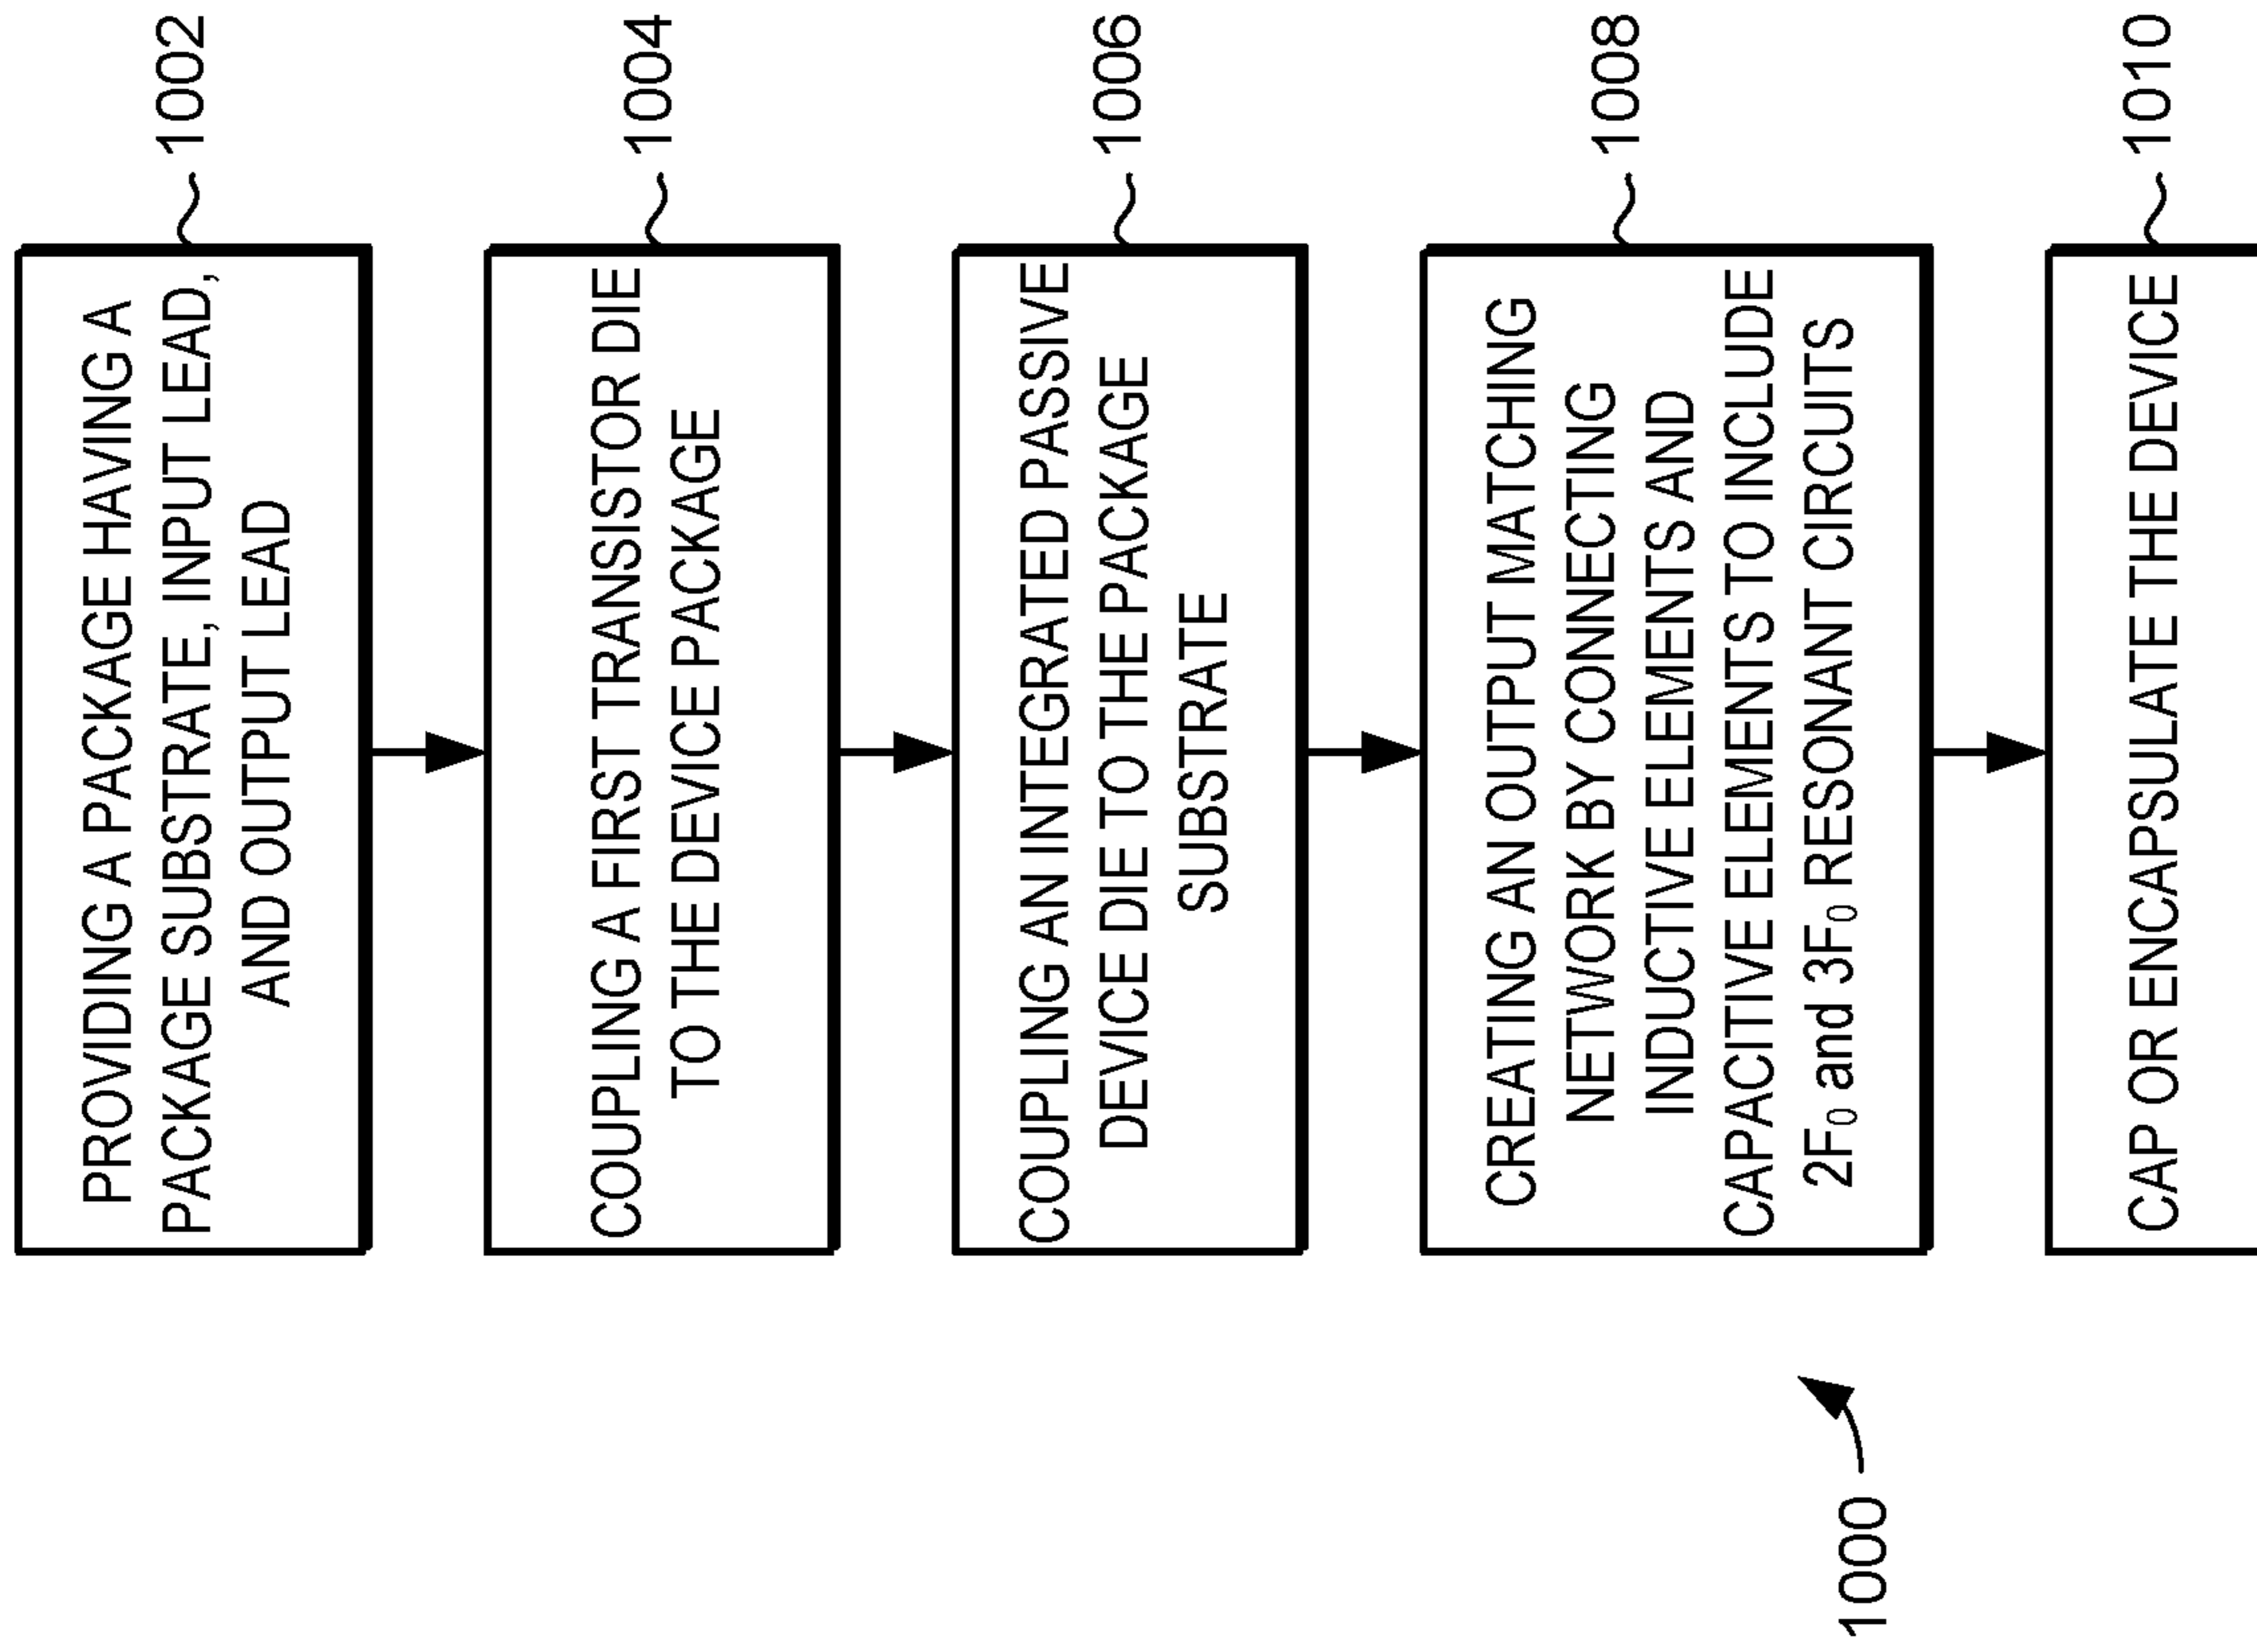 PROVIDING A PACKAGE HAVING A
PACKAGE SUBSTRATE, INPUT LEAD,
AND OUTPUT LEAD
1002
COUPLING A FIRST TRANSISTOR DIE
TO THE DEVICE PACKAGE
1004
COUPLING AN INTEGRATED PASSIVE
DEVICE DIE TO THE PACKAGE
SUBSTRATE
1006
CREATING AN OUTPUT MATCHING
NETWORK BY CONNECTING
INDUCTIVE ELEMENTS AND
CAPACITIVE ELEMENTS TO INCLUDE
2F₀ and 3F₀ RESONANT CIRCUITS
1008
CAP OR ENCAPSULATE THE DEVICE
1010
1000